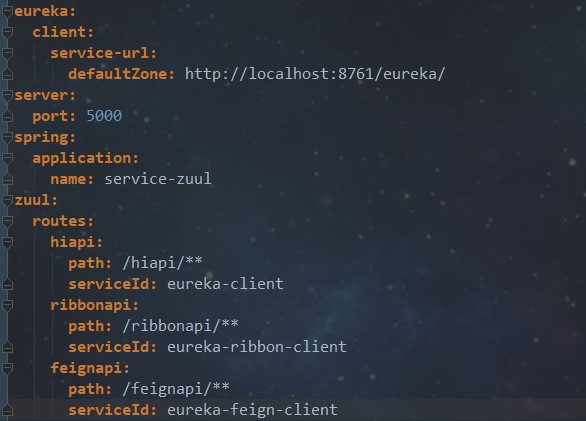 eureka:
  client:
    service-url:
      defaultZone: http://localhost:8761/eureka/
server:
  port: 5000
spring:
  application:
    name: service-zuul
zuul:
  routes:
    hiapi:
      path: /hiapi/**
      serviceId: eureka-client
    ribbonapi:
      path: /ribbonapi/**
      serviceId: eureka-ribbon-client
    feignapi:
      path: /feignapi/**
      serviceId: eureka-feign-client